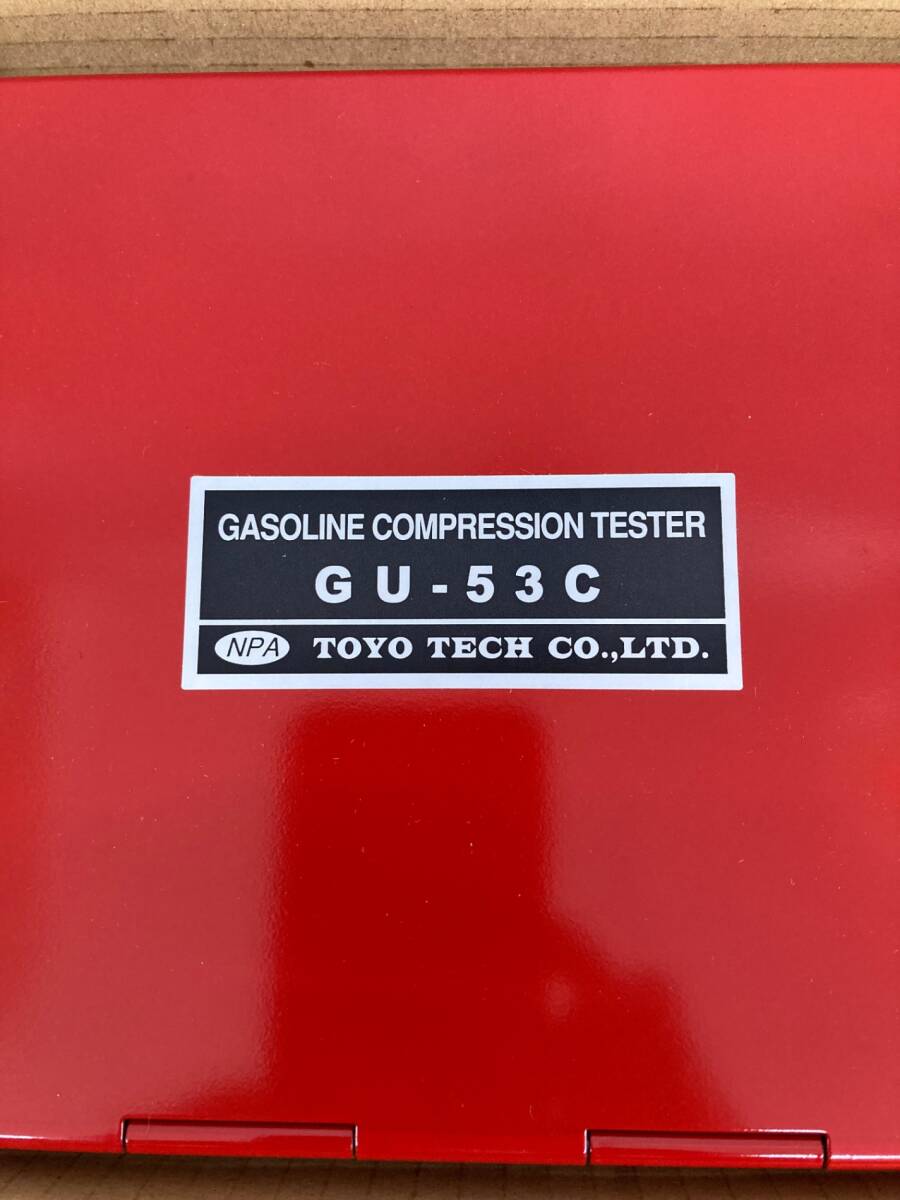 GASOLINE COMPRESSION TESTER
GU-53C
NPA TOYO TECH CO.,LTD.